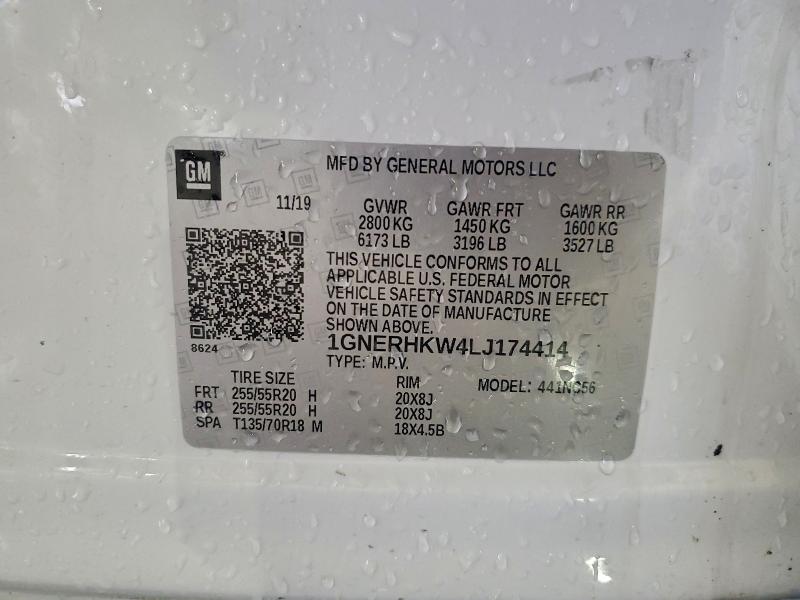 GM
MFD BY GENERAL MOTORS LLC
11/19 GVWR GAWR FRT GAWR RR
2800 KG 1450 KG 1600 KG
6173 LB 3196 LB 3527 LB
THIS VEHICLE CONFORMS TO ALL
APPLICABLE U.S. FEDERAL MOTOR
VEHICLE SAFETY STANDARDS IN EFFECT
ON THE DATE OF MANUFACTURE
SHOWN ABOVE.
8624
1GNERHKW4LJ174414
TYPE: M.P.V. MODEL: 441NC56
TIRE SIZE RIM
FRT 255/55R20 H 20X8J
RR 255/55R20 H 20X8J
SPA T135/70R18 M 18X4.5B